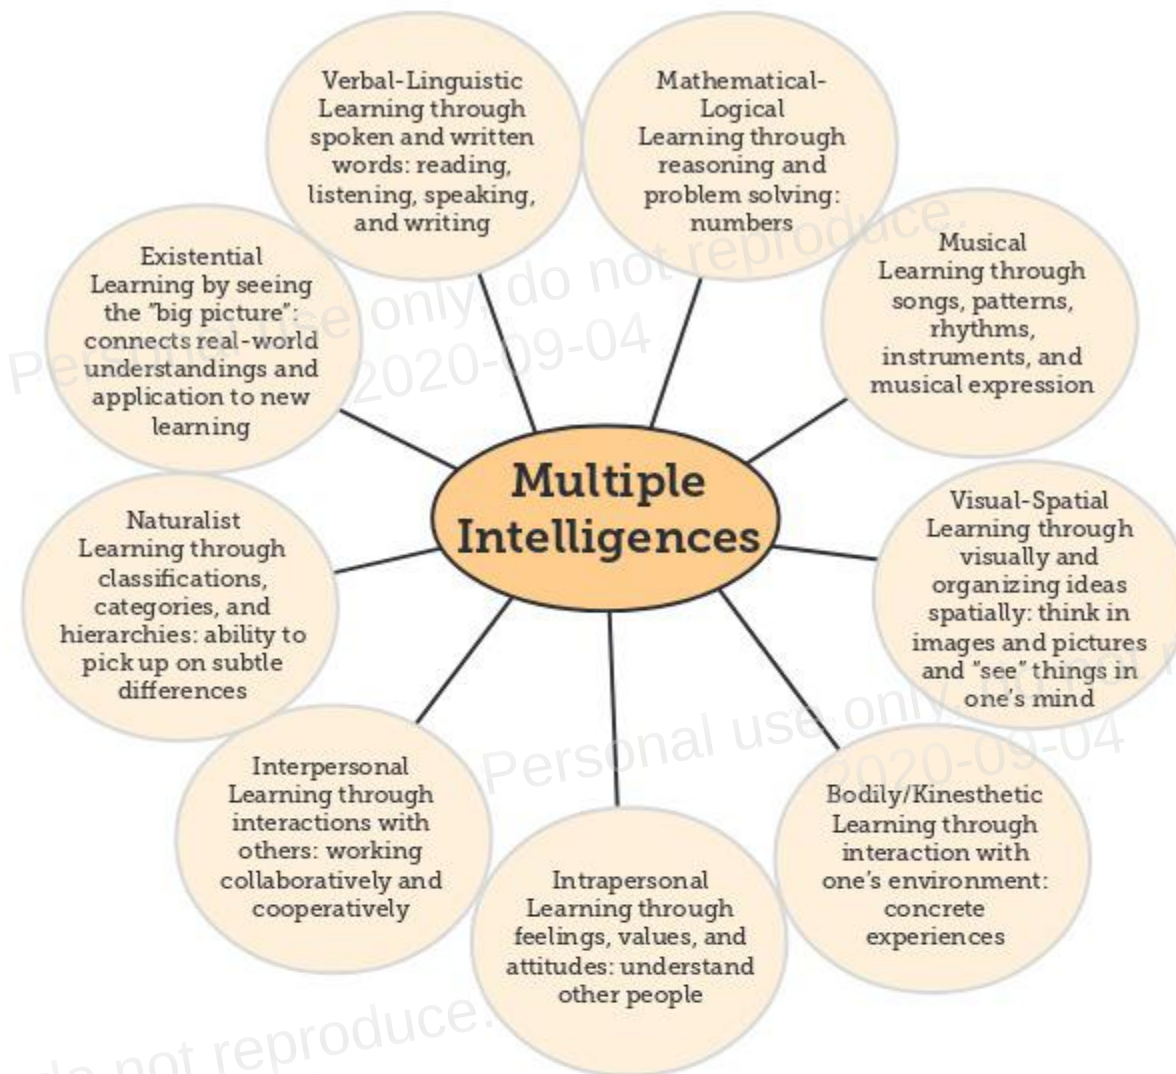 Verbal-Linguistic
Learning through
spoken and written
words: reading,
listening, speaking,
and writing
Mathematical-
Logical
Learning through
reasoning and
problem solving:
numbers
Musical
Learning through
songs, patterns,
rhythms,
instruments, and
musical expression
Visual-Spatial
Learning through
visually and
organizing ideas
spatially: think in
images and pictures
and "see" things in
one's mind
Bodily/Kinesthetic
Learning through
interaction with
one's environment:
concrete
experiences
Intrapersonal
Learning through
feelings, values, and
attitudes: understand
other people
Interpersonal
Learning through
interactions with
others: working
collaboratively and
cooperatively
Naturalist
Learning through
classifications,
categories, and
hierarchies: ability to
pick up on subtle
differences
Existential
Learning by seeing
the "big picture":
connects real-world
understandings and
application to new
learning
Multiple
Intelligences
Personal use only, do not reproduce.
2020-09-04
Personal use only, do not
2020-09-04
do not reproduce.